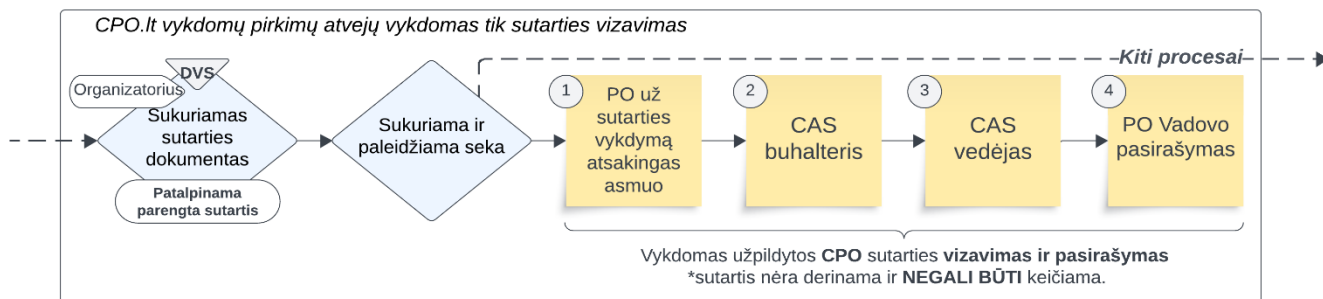 CPO.lt vykdomų pirkimų atvejų vykdomas tik sutarties vizavimas
DVS
Organizatorius
Sukuriamas
sutarties
dokumentas
Patalpinama
parengta sutartis
Sukuriama ir
paleidžiama seka
Kiti procesai
1
PO už
sutarties
vykdymą
atsakingas
asmuo
2
CAS
buhalteris
3
CAS
vedėjas
4
PO Vadovo
pasirašymas
Vykdomas užpildytos CPO sutarties vizavimas ir pasirašymas
*sutartis nėra derinama ir NEGALI BŪTI keičiama.